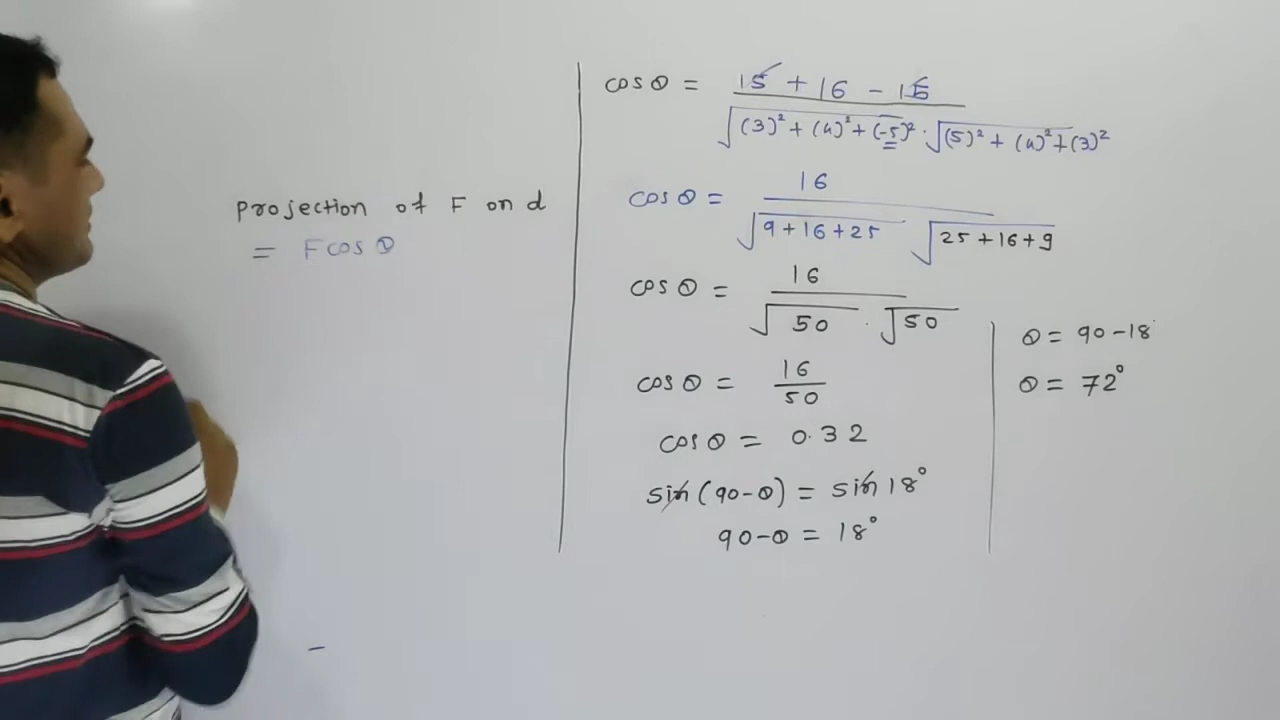 Projection of F on d
= F cos θ
cos θ = 15 + 16 - 15 / √(3)² + (4)² + (-5)² · √(5)² + (4)² + (3)²
cos θ = 16 / √9 + 16 + 25 √25 + 16 + 9
cos θ = 16 / √50 · √50
cos θ = 16/50
cos θ = 0.32
sin (90 - θ) = sin 18°
90 - θ = 18°
θ = 90 - 18
θ = 72°